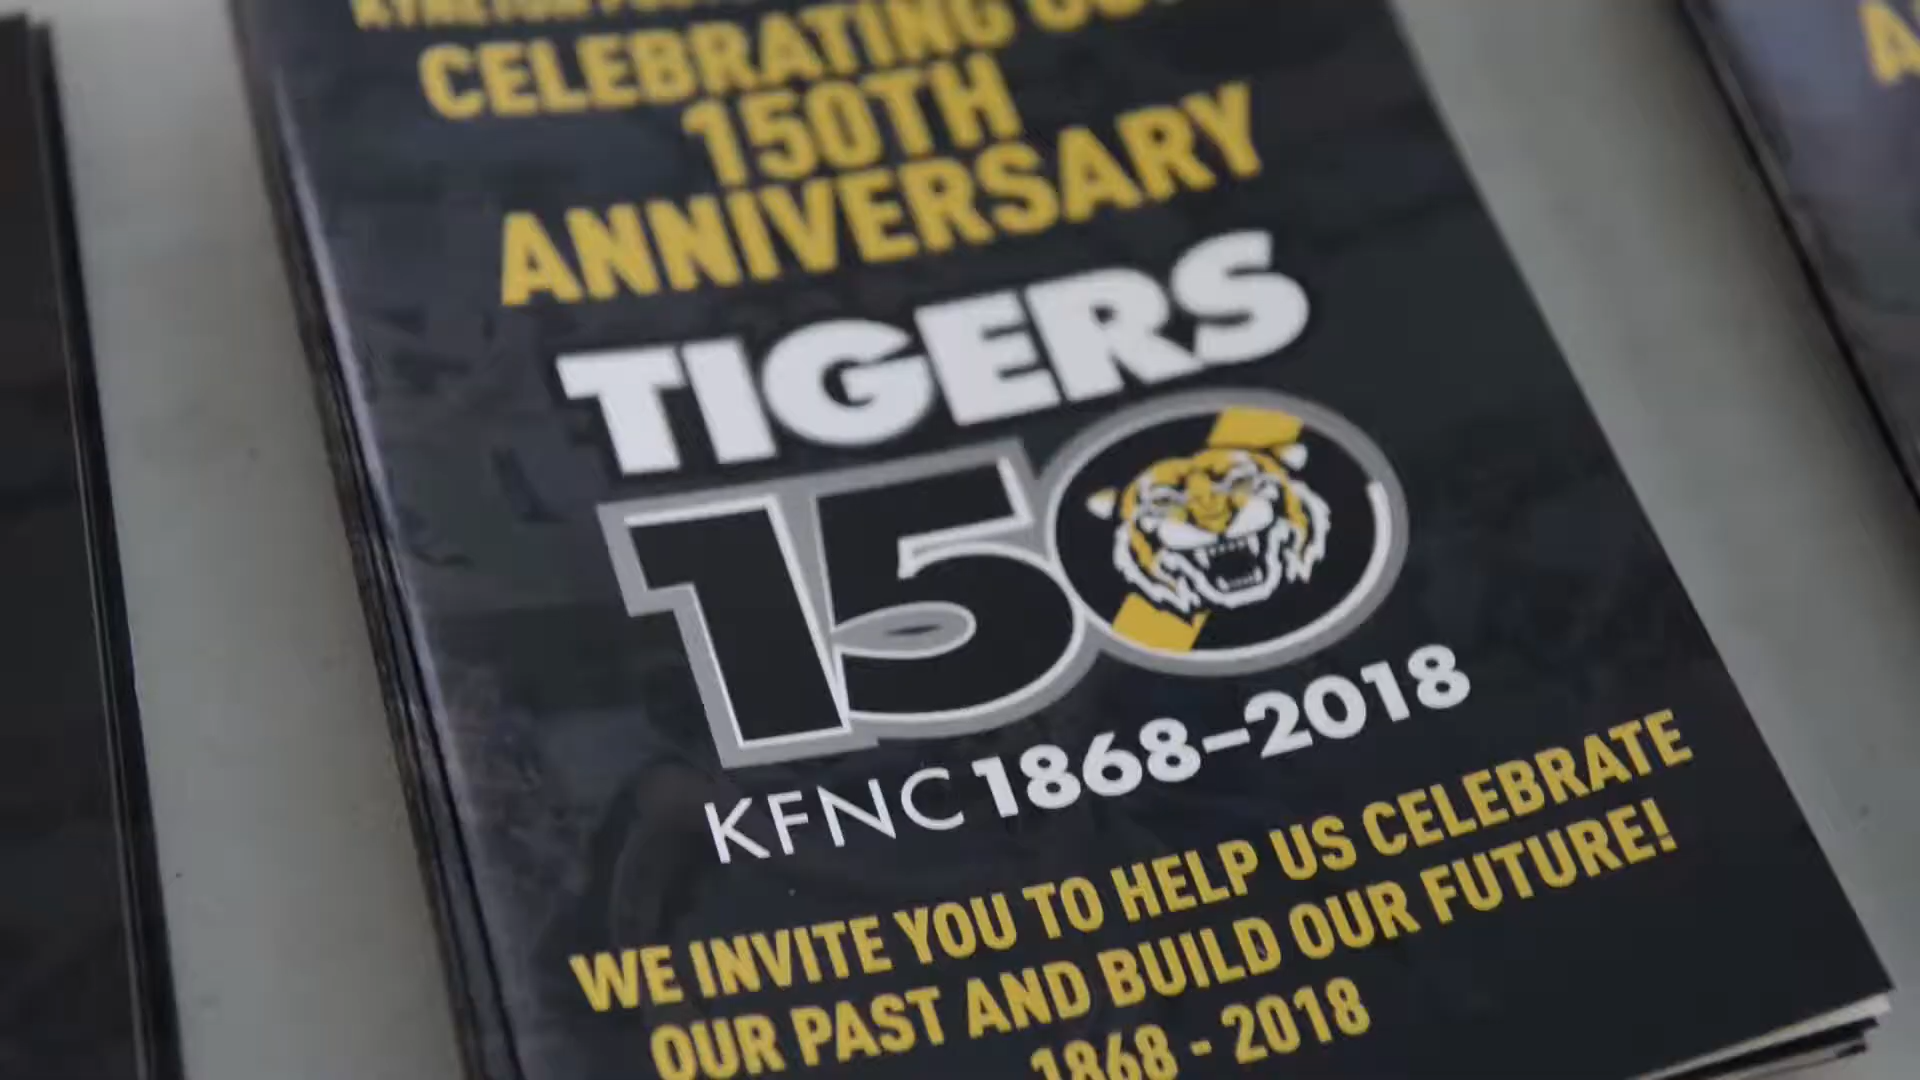 CELEBRATING OUR
150TH
ANNIVERSARY
TIGERS
150
KFNC 1868-2018
WE INVITE YOU TO HELP US CELEBRATE
OUR PAST AND BUILD OUR FUTURE!
1868 - 2018